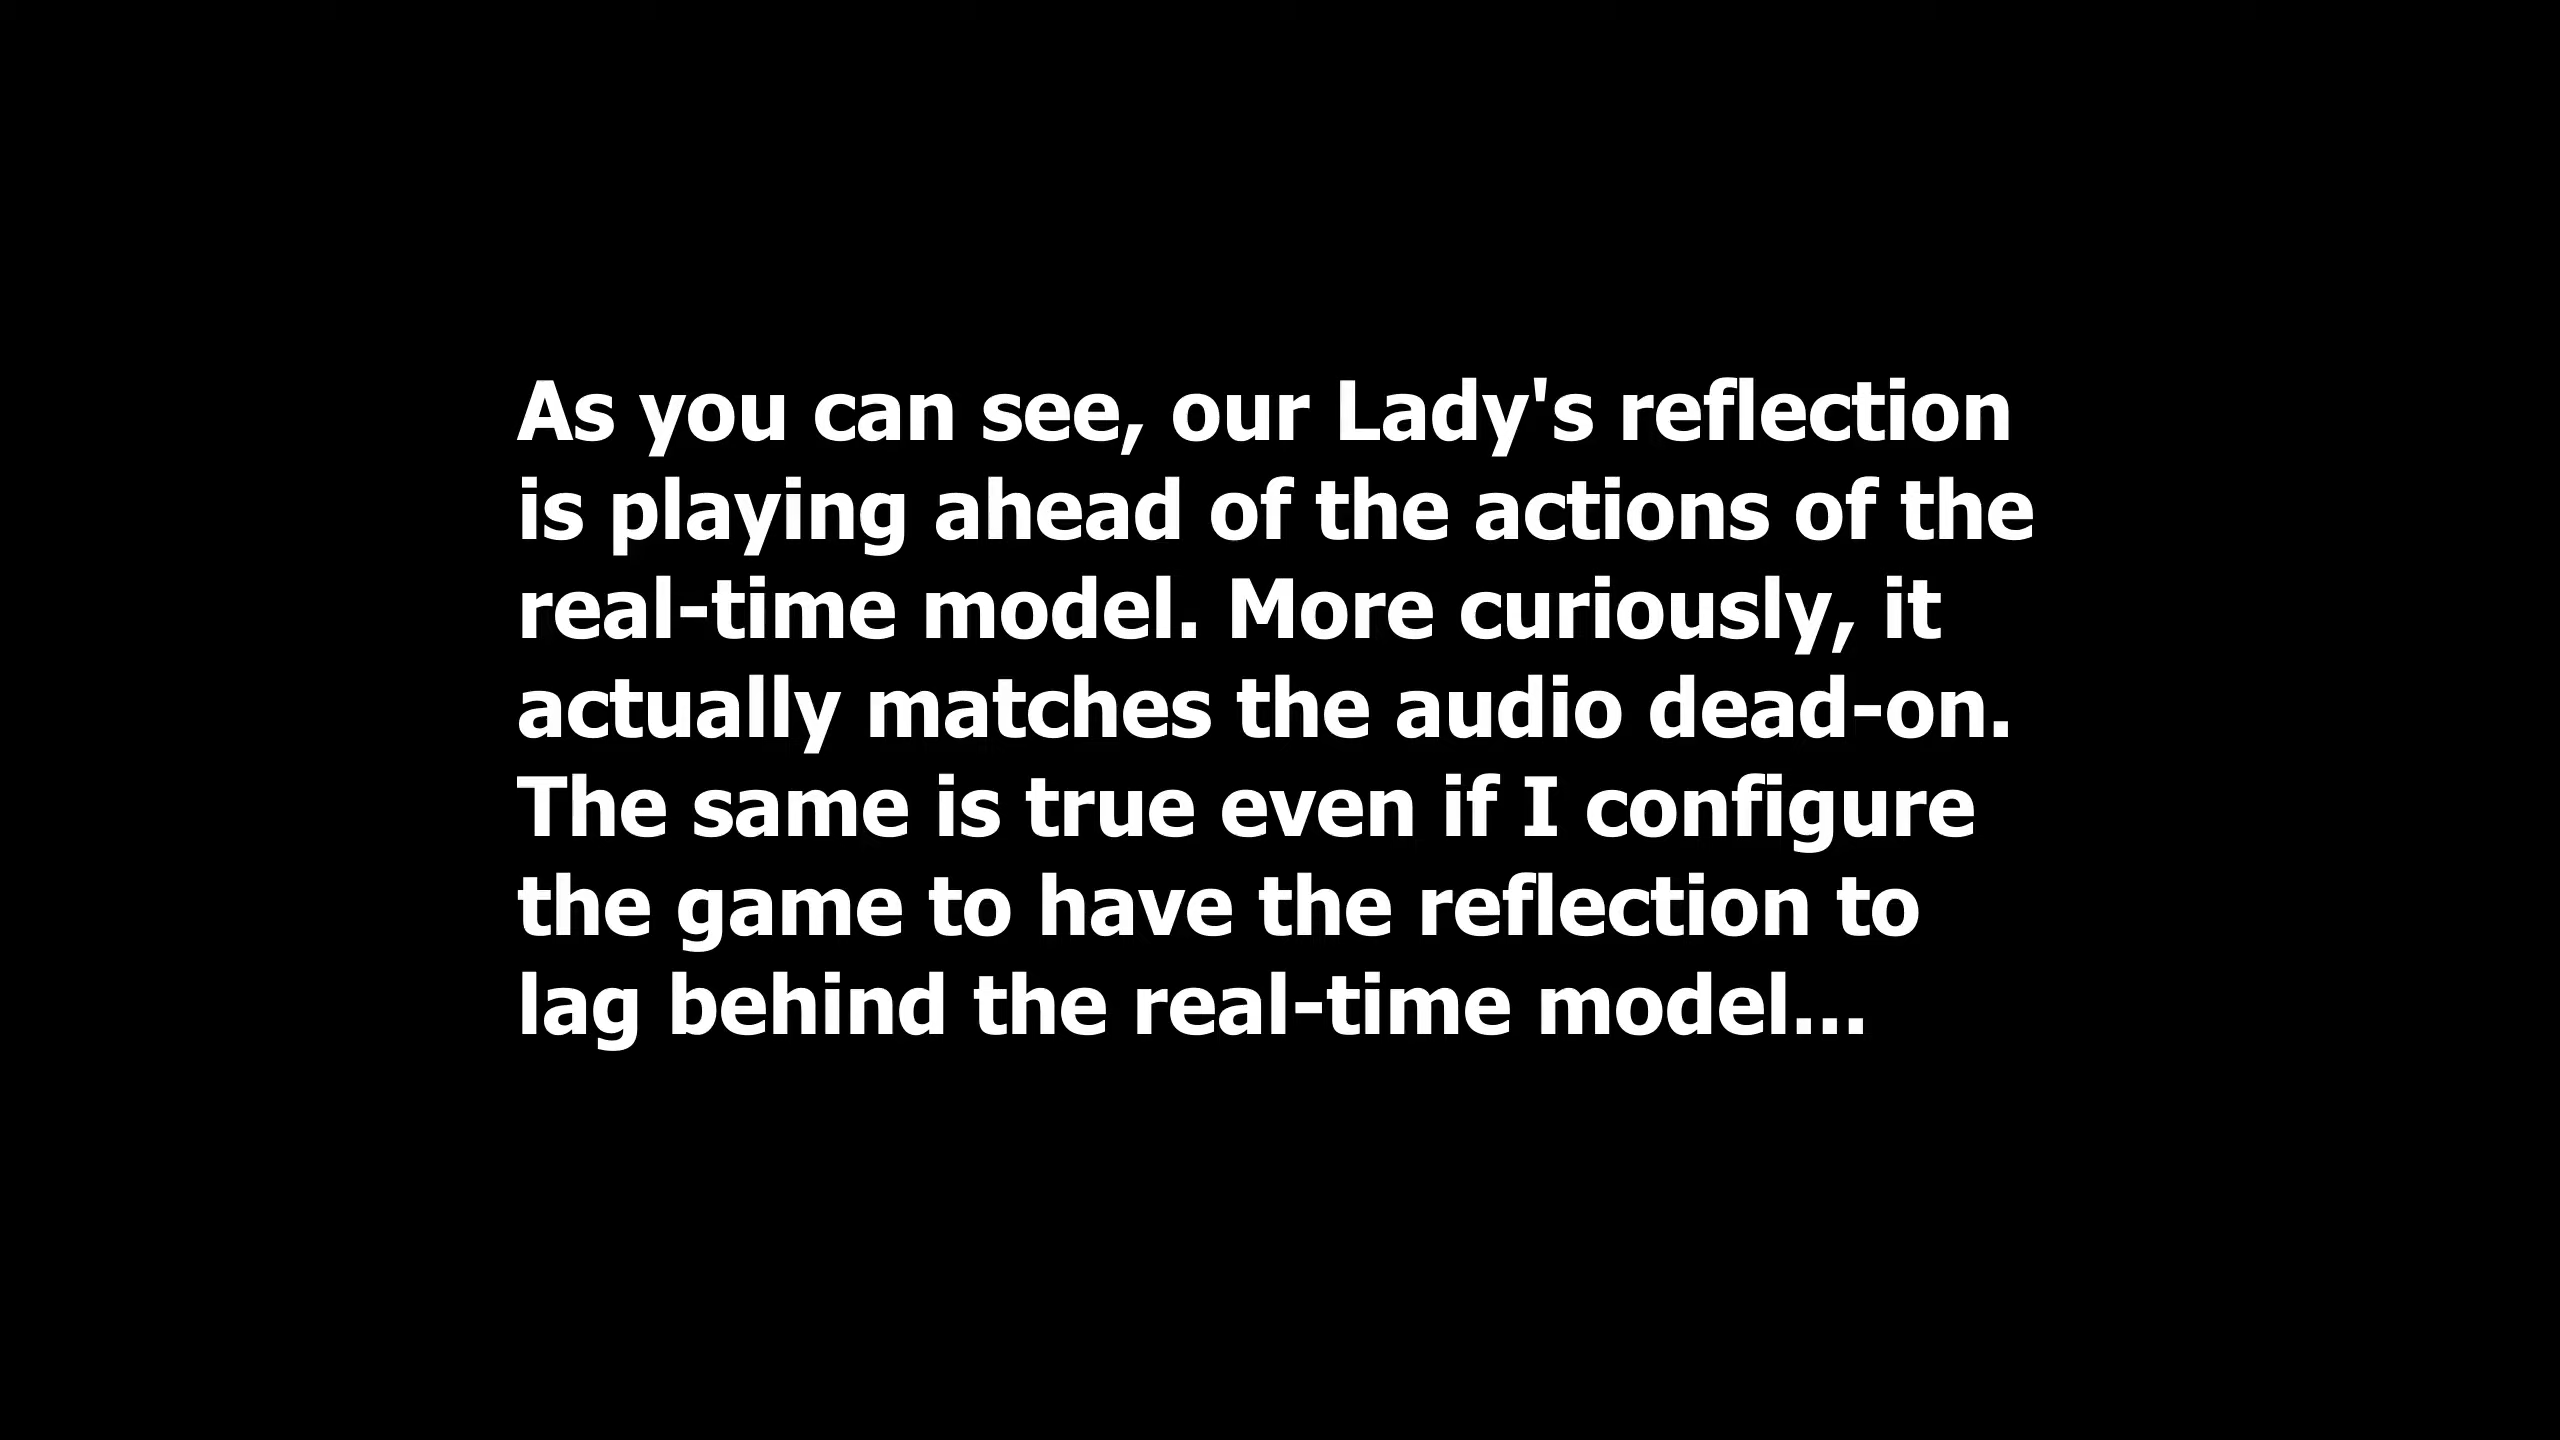 As you can see, our Lady's reflection
is playing ahead of the actions of the
real-time model. More curiously, it
actually matches the audio dead-on.
The same is true even if I configure
the game to have the reflection to
lag behind the real-time model...